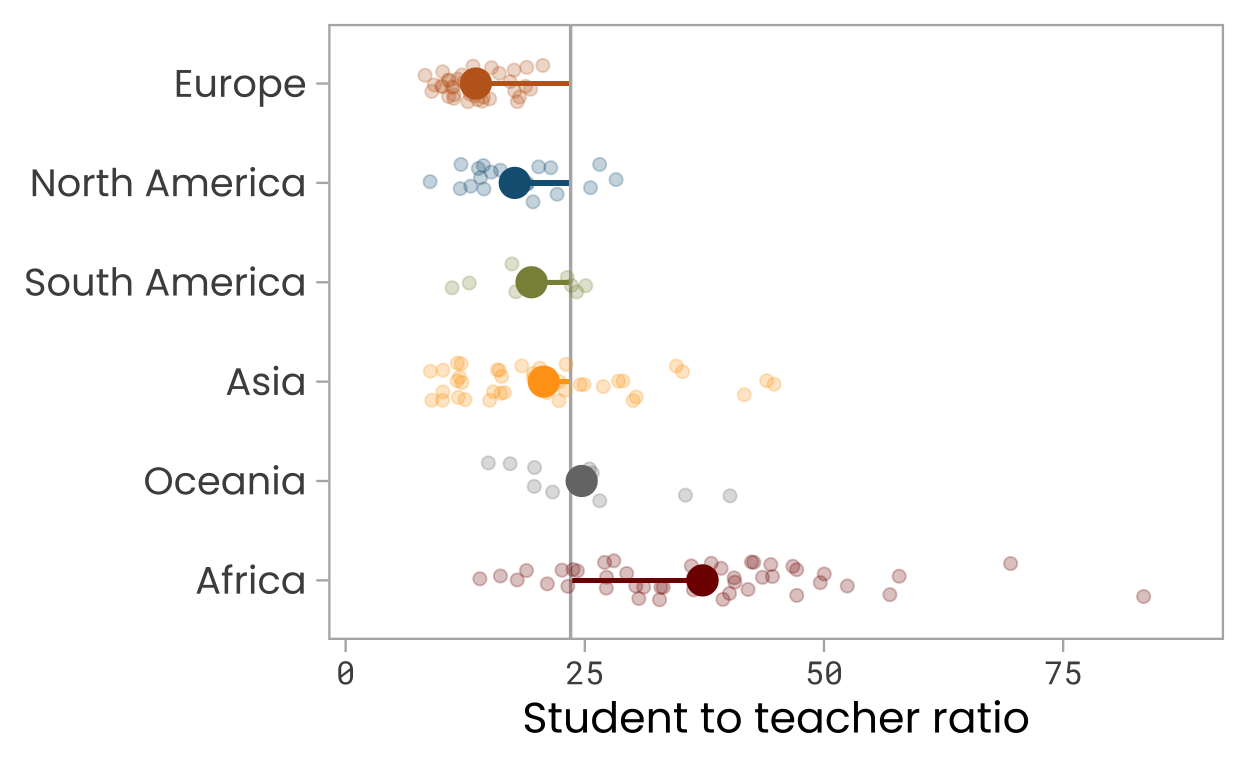 Europe
North America
South America
Asia
Oceania
Africa
0 25 50 75
Student to teacher ratio